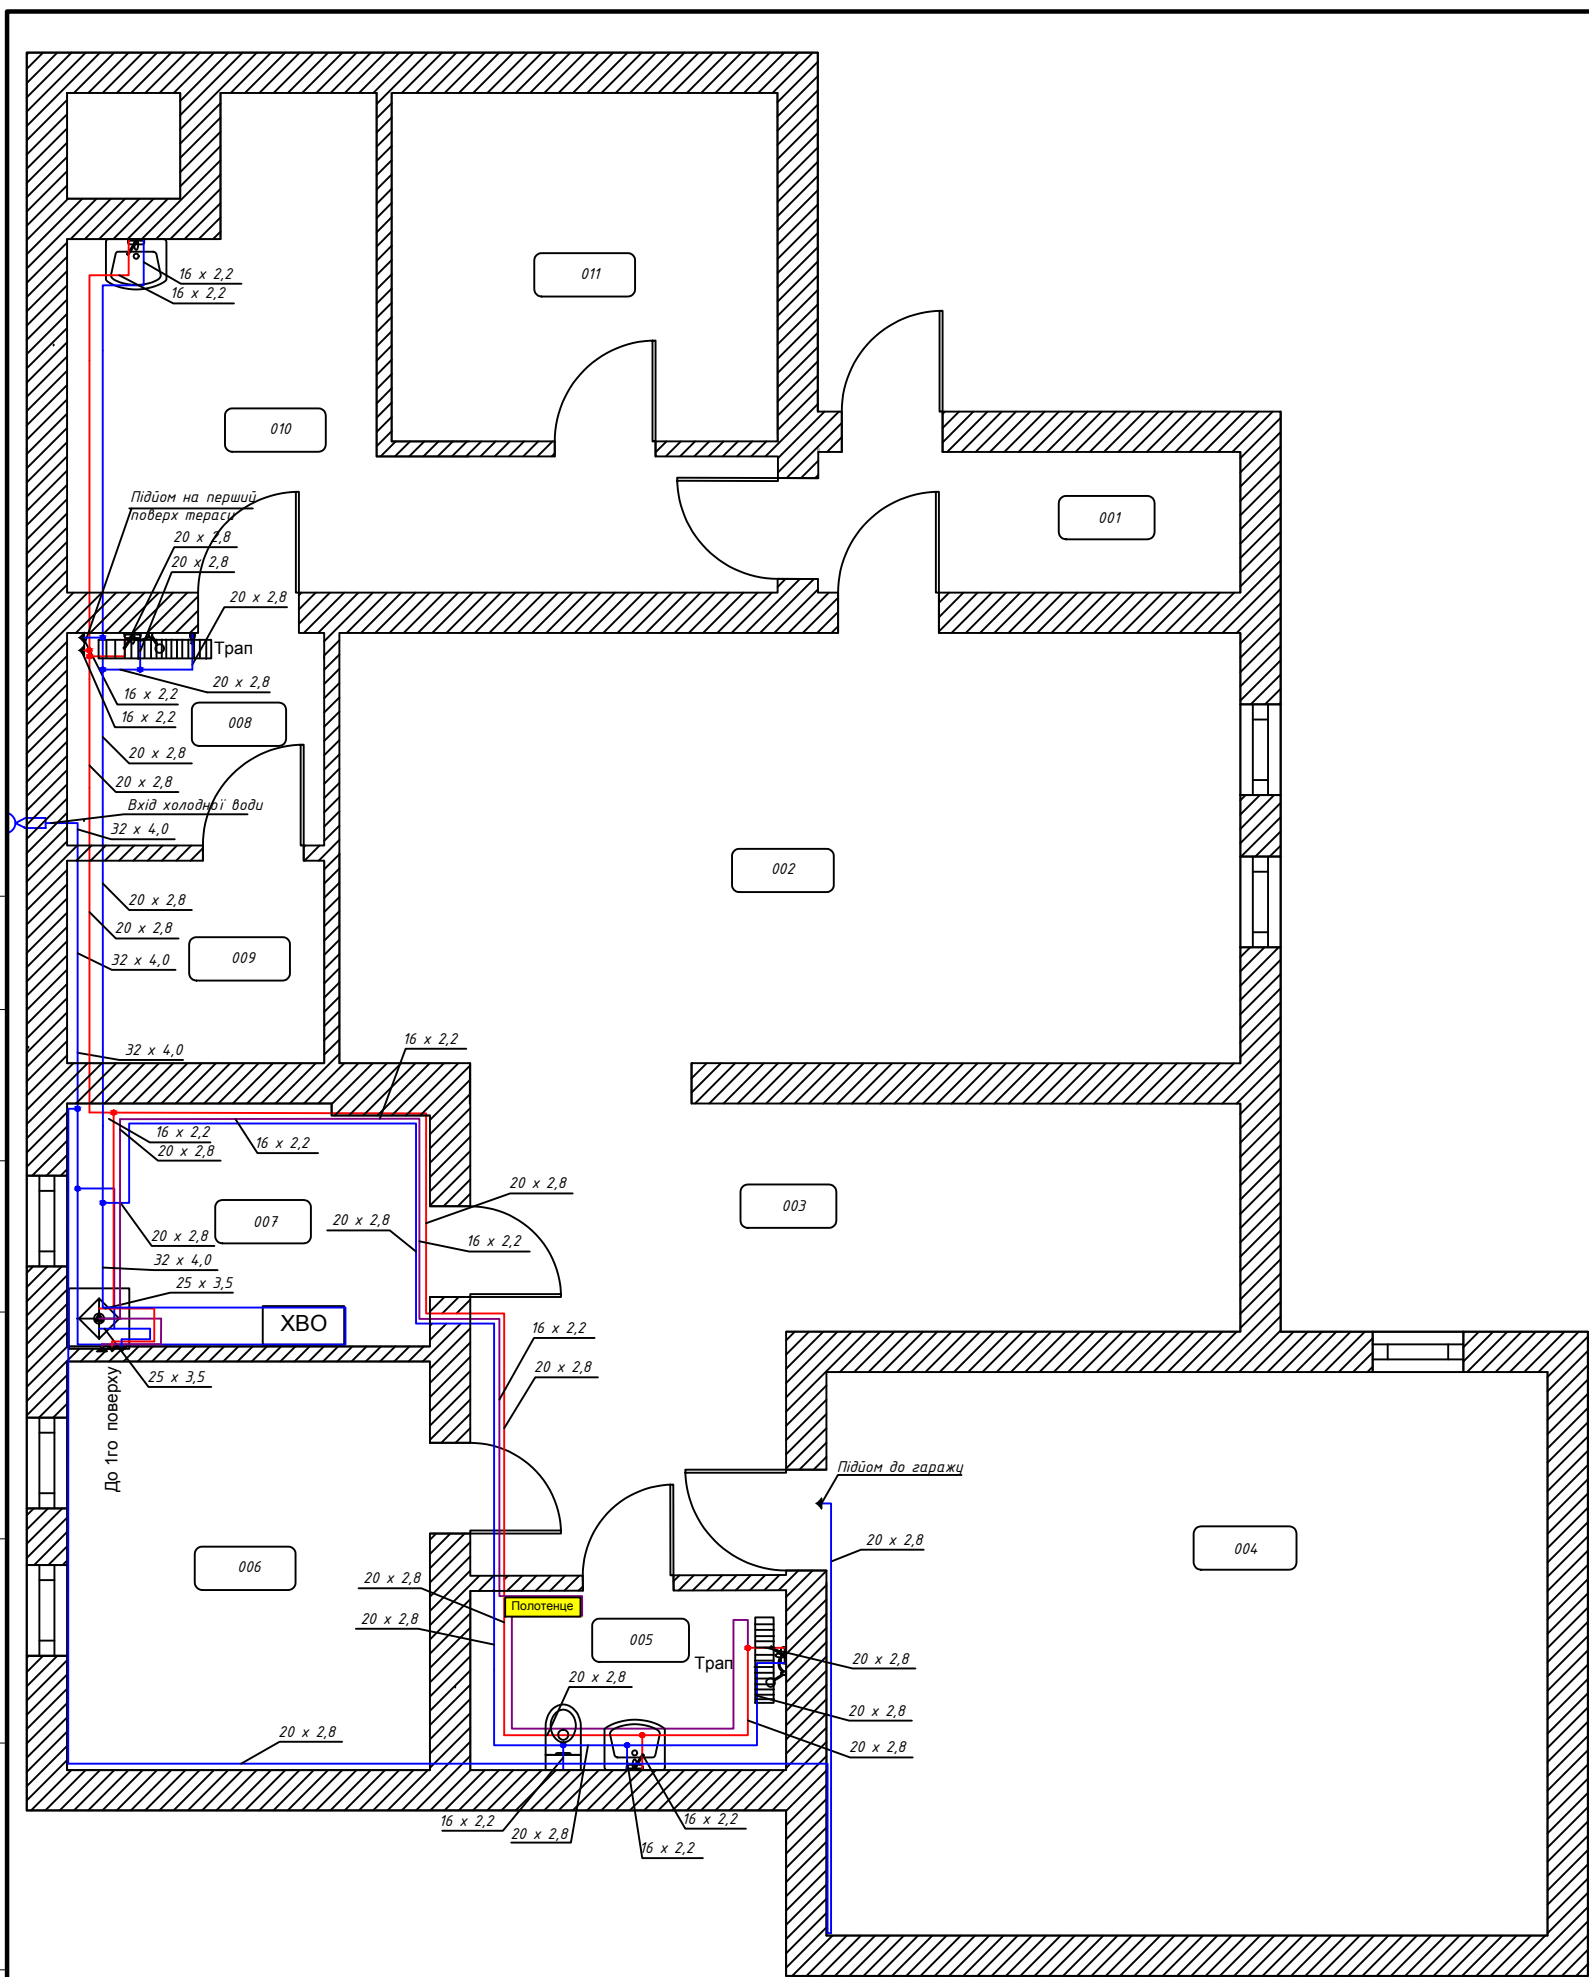 16 x 2,2
16 x 2,2
011
010
Підйом на перший
поверх тераси
001
20 x 2,8
20 x 2,8
20 x 2,8
Трап
20 x 2,8
16 x 2,2
16 x 2,2
008
20 x 2,8
20 x 2,8
Вхід холодної води
32 x 4,0
002
20 x 2,8
20 x 2,8
32 x 4,0
009
16 x 2,2
32 x 4,0
16 x 2,2
20 x 2,8
16 x 2,2
20 x 2,8
003
007
20 x 2,8
16 x 2,2
20 x 2,8
32 x 4,0
25 x 3,5
ХВО
16 x 2,2
20 x 2,8
25 x 3,5
До 1го поверху
Підйом до гаражу
20 x 2,8
004
006
20 x 2,8
Полотенце
20 x 2,8
005
Трап
20 x 2,8
20 x 2,8
20 x 2,8
20 x 2,8
20 x 2,8
16 x 2,2
20 x 2,8
16 x 2,2
16 x 2,2